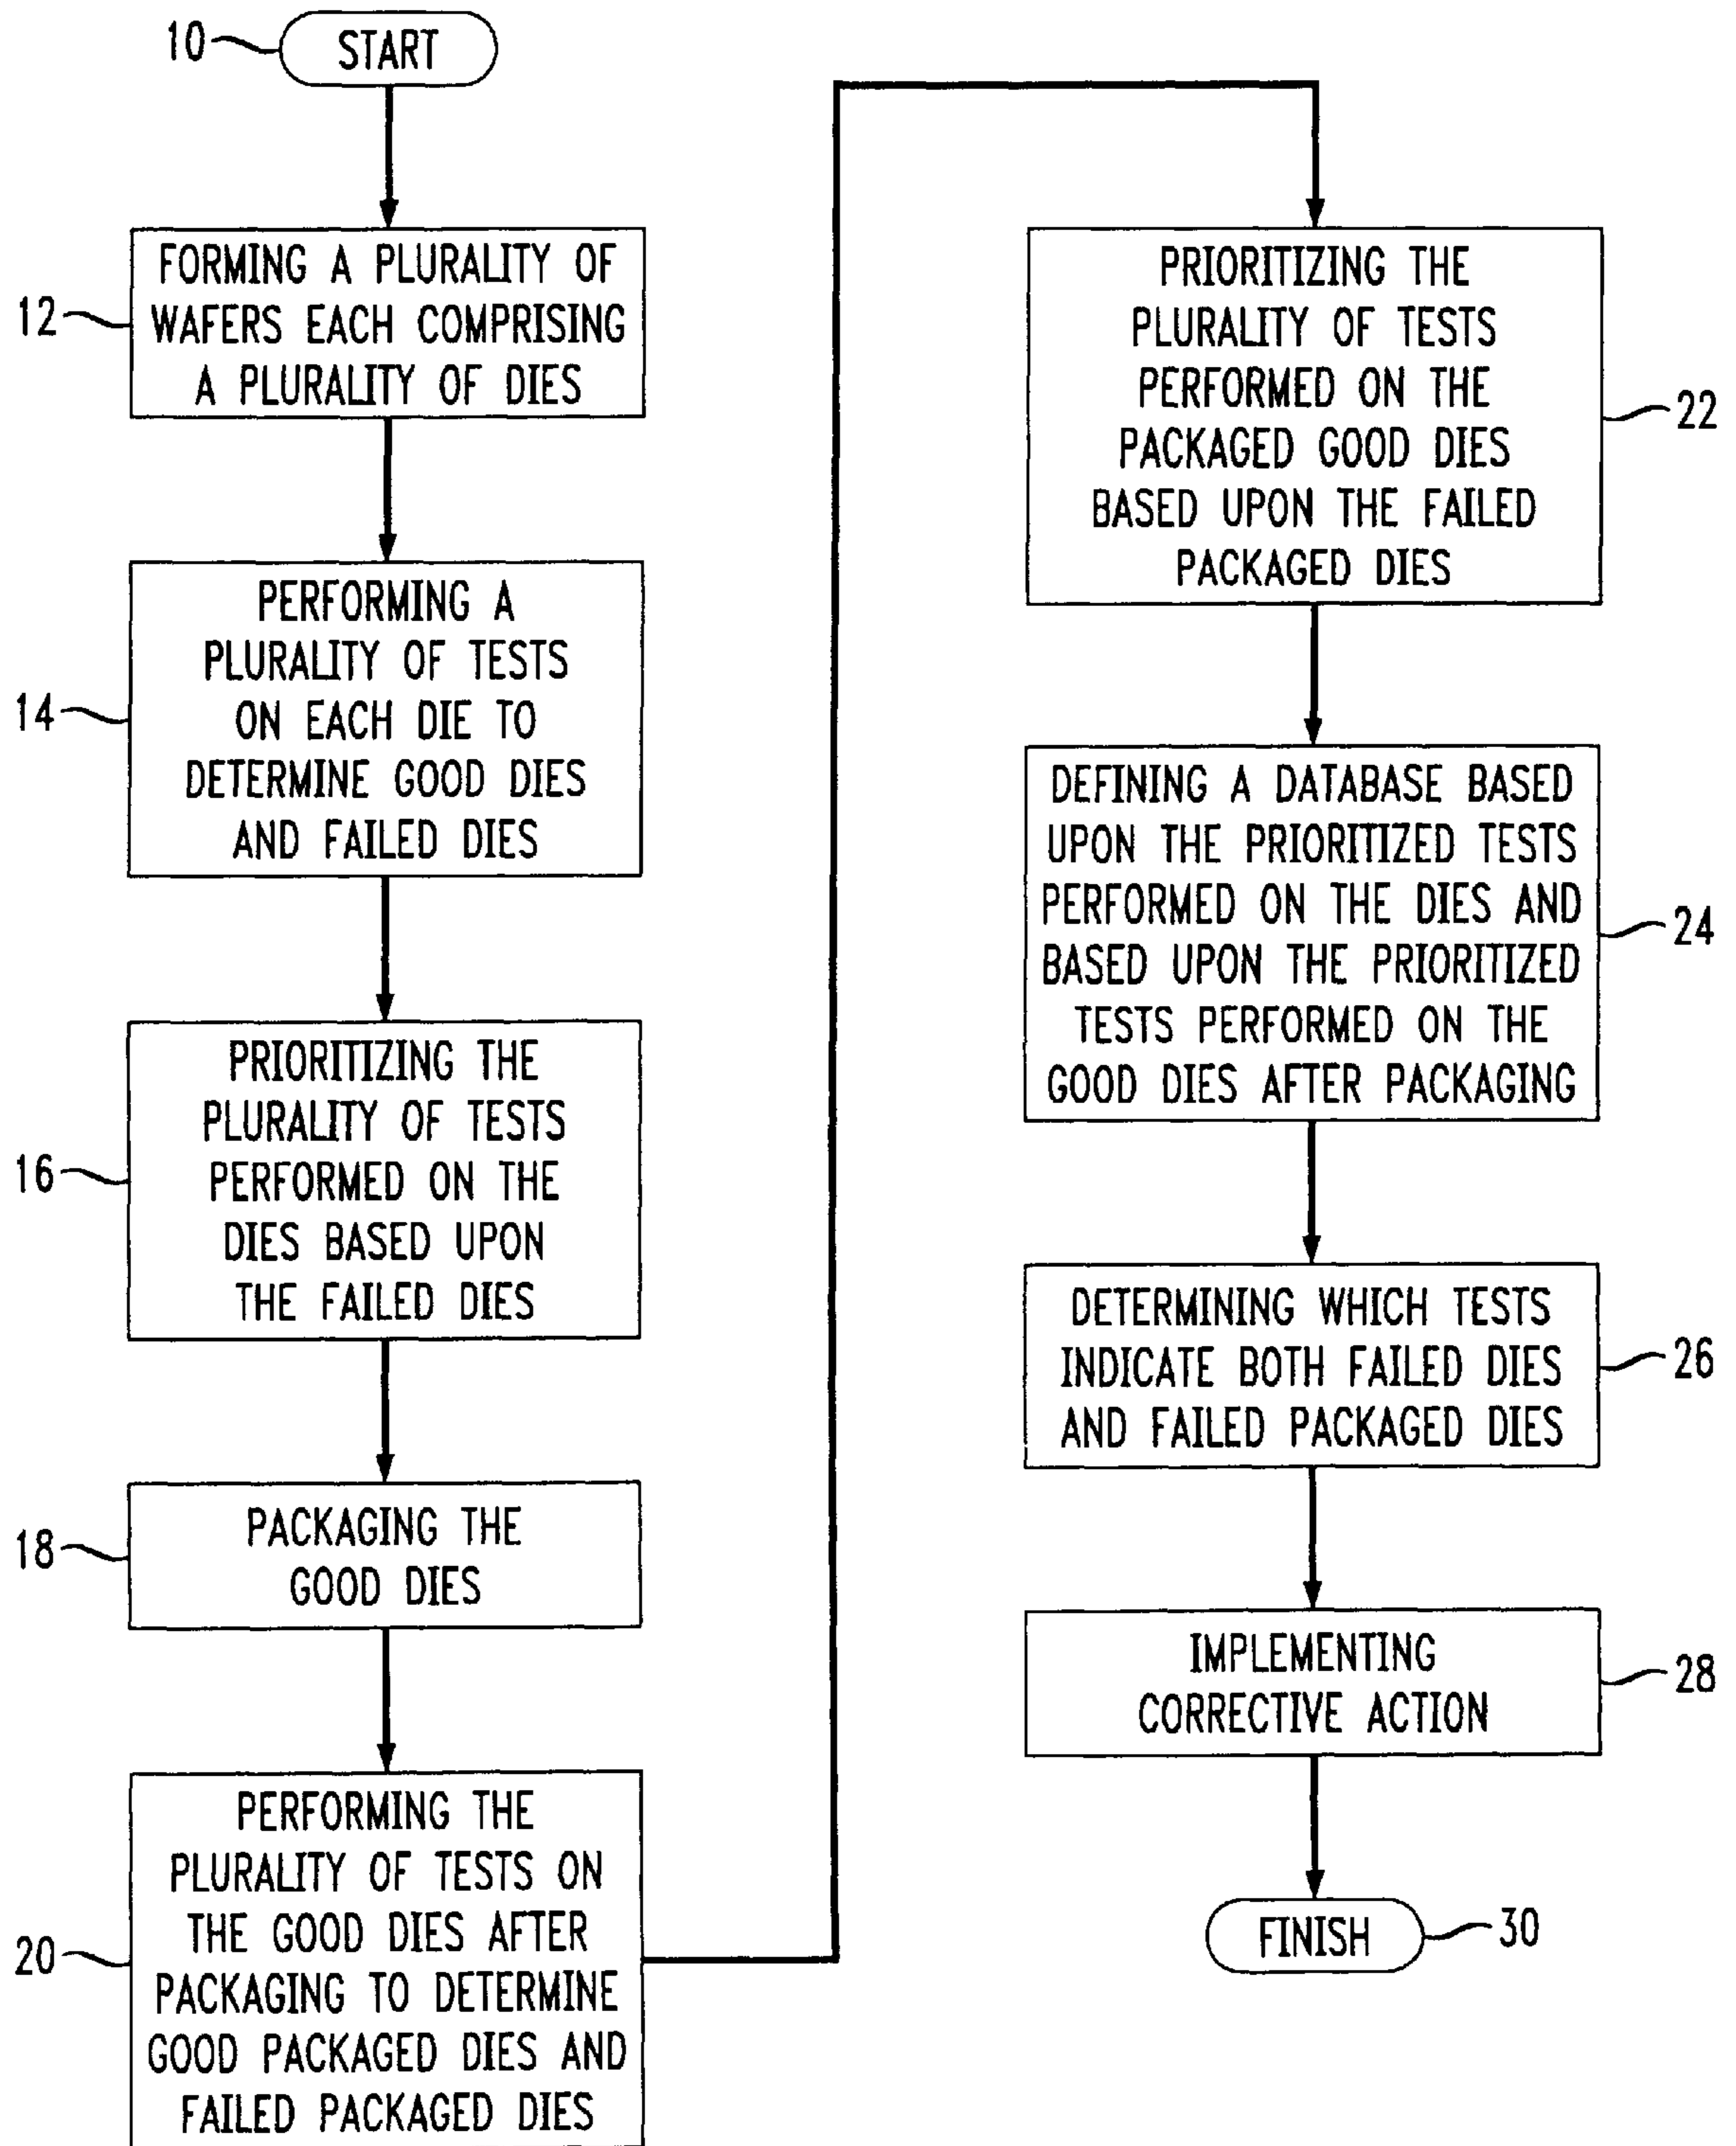 10
START
12
FORMING A PLURALITY OF
WAFERS EACH COMPRISING
A PLURALITY OF DIES
14
PERFORMING A
PLURALITY OF TESTS
ON EACH DIE TO
DETERMINE GOOD DIES
AND FAILED DIES
16
PRIORITIZING THE
PLURALITY OF TESTS
PERFORMED ON THE
DIES BASED UPON
THE FAILED DIES
18
PACKAGING THE
GOOD DIES
20
PERFORMING THE
PLURALITY OF TESTS ON
THE GOOD DIES AFTER
PACKAGING TO DETERMINE
GOOD PACKAGED DIES AND
FAILED PACKAGED DIES
PRIORITIZING THE
PLURALITY OF TESTS
PERFORMED ON THE
PACKAGED GOOD DIES
BASED UPON THE FAILED
PACKAGED DIES
22
DEFINING A DATABASE BASED
UPON THE PRIORITIZED TESTS
PERFORMED ON THE DIES AND
BASED UPON THE PRIORITIZED
TESTS PERFORMED ON THE
GOOD DIES AFTER PACKAGING
24
DETERMINING WHICH TESTS
INDICATE BOTH FAILED DIES
AND FAILED PACKAGED DIES
26
IMPLEMENTING
CORRECTIVE ACTION
28
FINISH
30